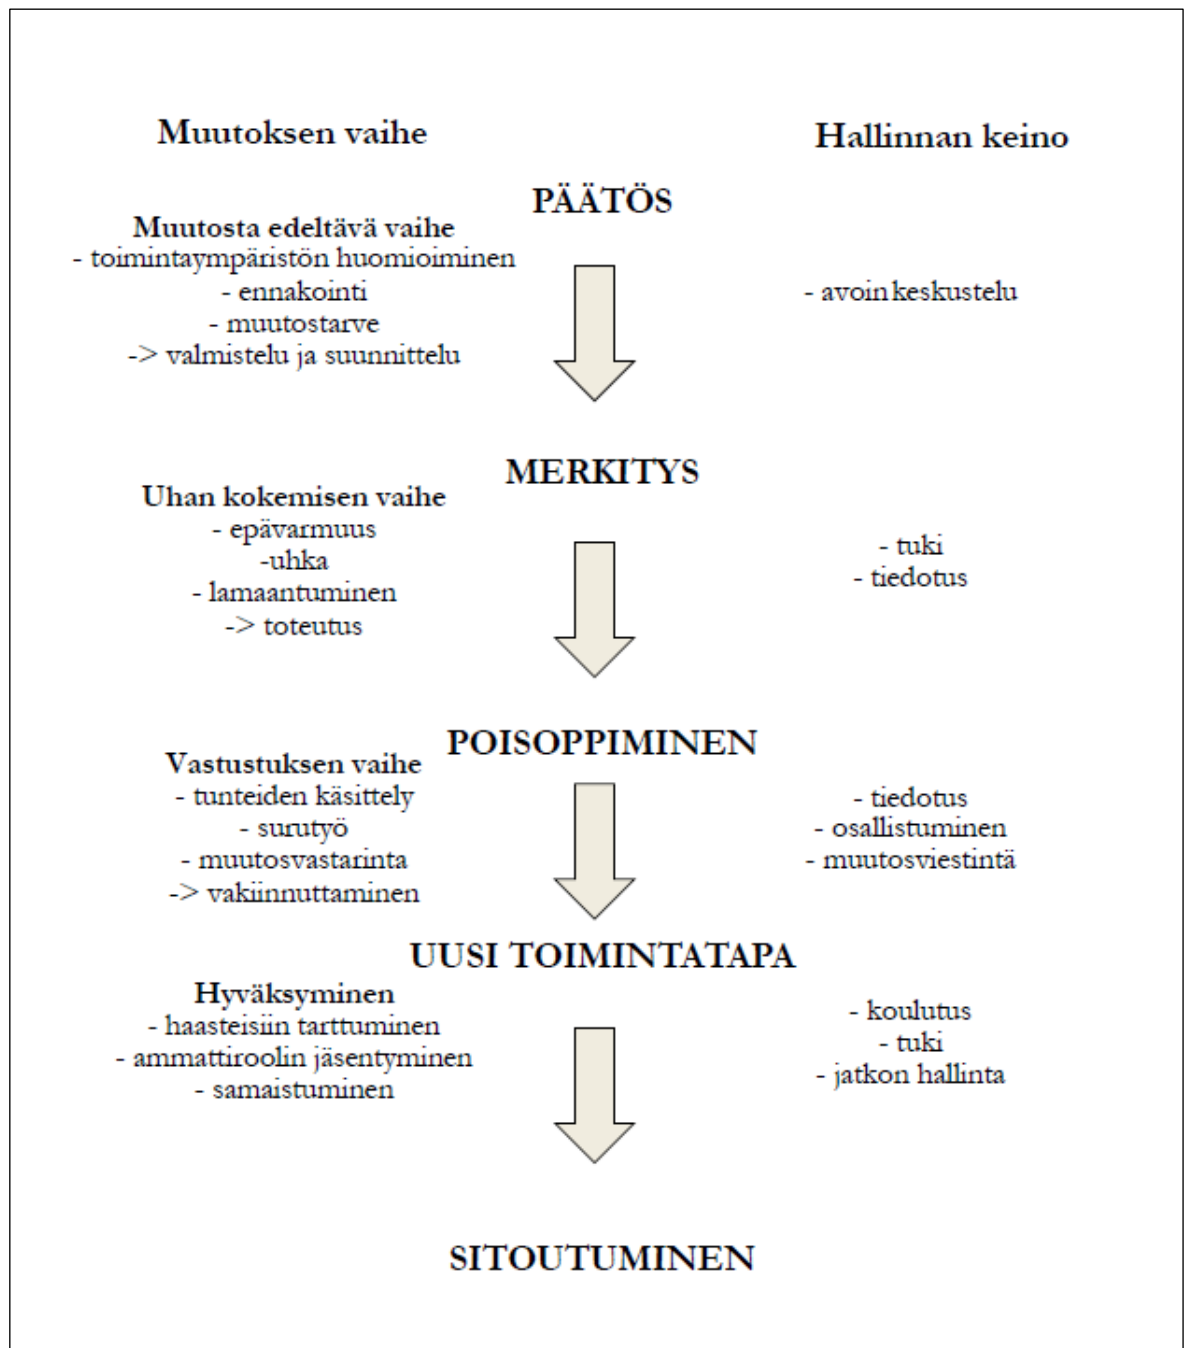 Muutoksen vaihe
Hallinnan keino
PÄÄTÖS
Muutosta edeltävä vaihe
- toimintaympäristön huomioiminen
- ennakointi
- muutostarve
-> valmistelu ja suunnittelu
- avoin keskustelu
MERKITYS
Uhan kokemisen vaihe
- epävarmuus
-uhka
- lamaantuminen
-> toteutus
- tuki
- tiedotus
POISOPPIMINEN
Vastustuksen vaihe
- tunteiden käsittely
- surutyö
- muutosvastarinta
-> vakiinnuttaminen
- tiedotus
- osallistuminen
- muutosviestintä
UUSI TOIMINTATAPA
Hyväksyminen
- haasteisiin tarttuminen
- ammattiroolin jäsentyminen
- samaistuminen
- koulutus
- tuki
- jatkon hallinta
SITOUTUMINEN